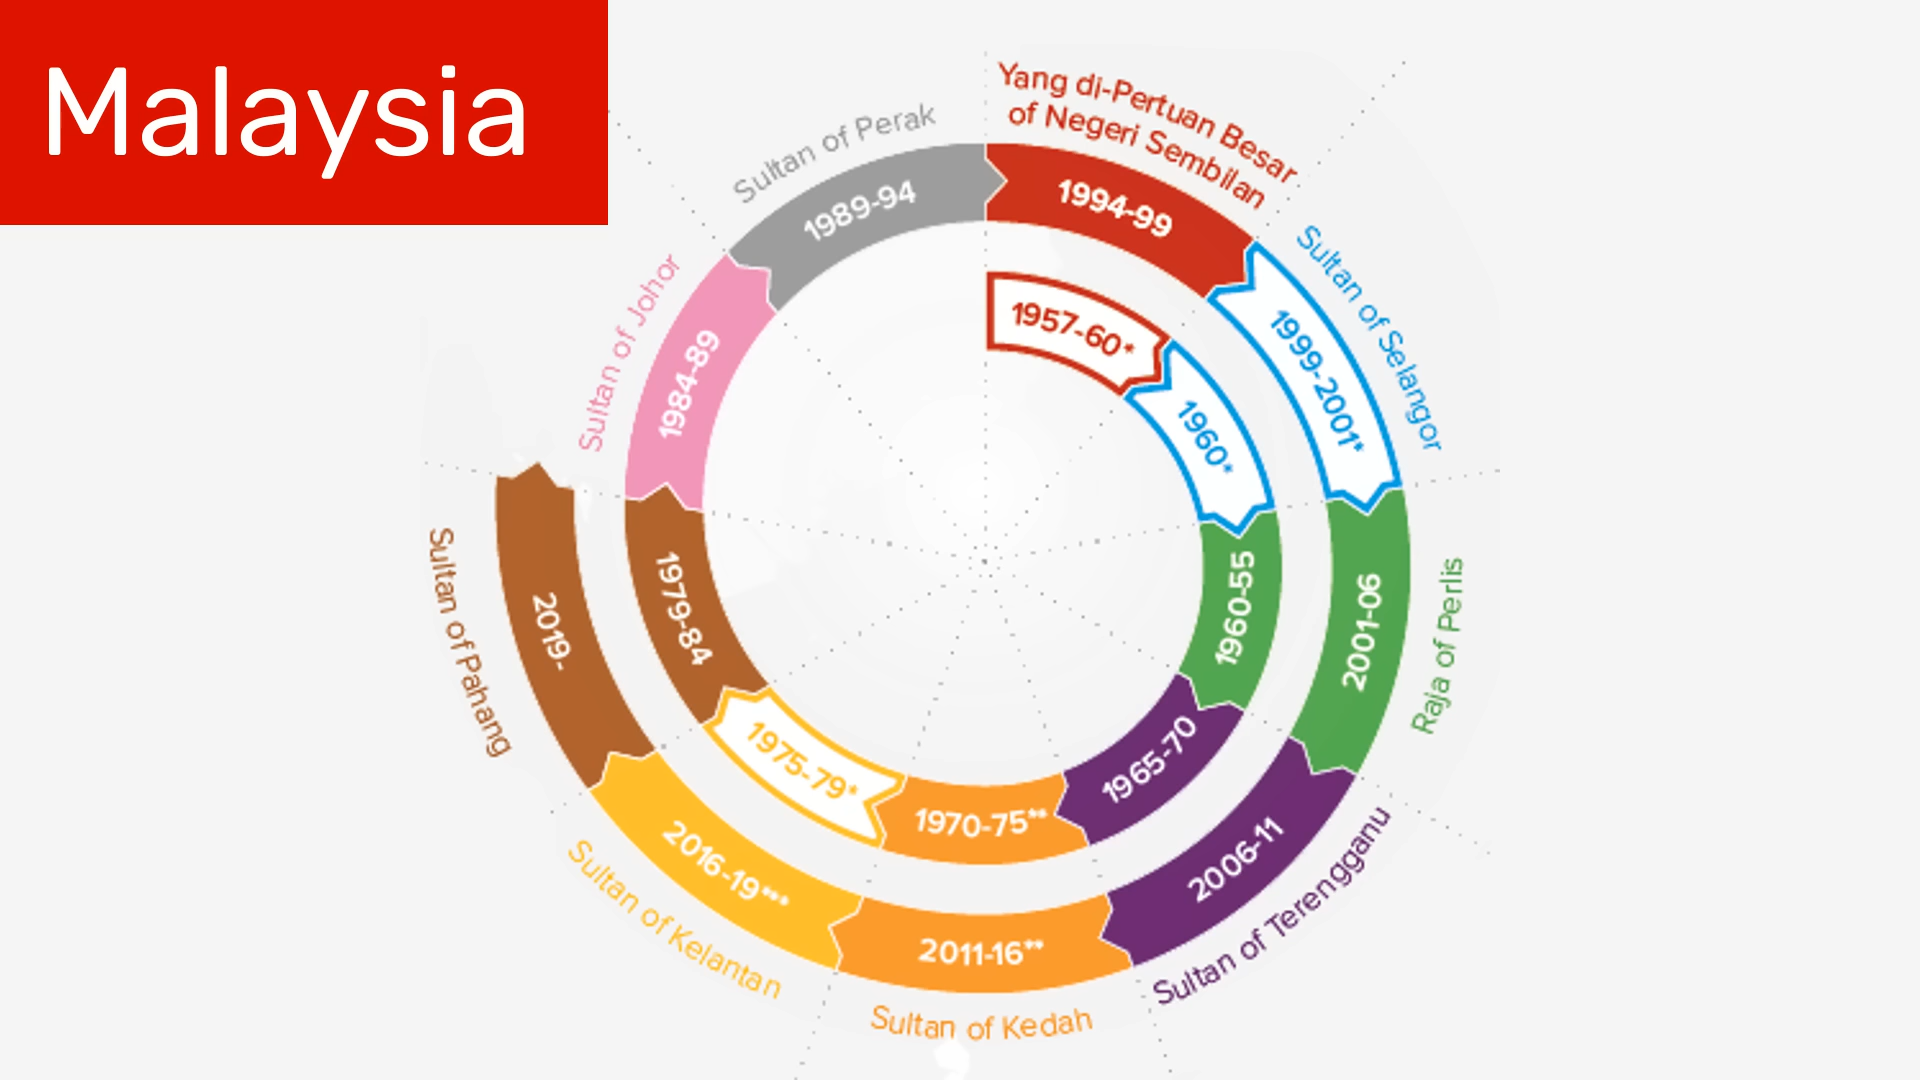 Malaysia
Yang di-Pertuan Besar
of Negeri Sembilan
1994-99
1957-60*
Sultan of Selangor
1999-2001*
1960*
Raja of Perlis
2001-06
1960-55
Sultan of Terengganu
2006-11
1965-70
Sultan of Kedah
2011-16**
1970-75**
Sultan of Kelantan
2016-19***
1975-79*
Sultan of Pahang
2019-
1979-84
Sultan of Johor
1984-89
Sultan of Perak
1989-94